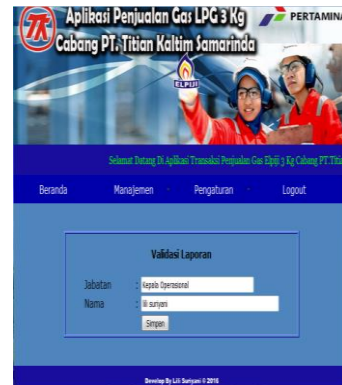 Aplikasi Penjualan Gas LPG 3 Kg
PERTAMINA
Cabang PT. Titian Kaltim Samarinda
ELPIJI
Selamat Datang Di Aplikasi Transaksi Penjualan Gas Elpiji 3 Kg Cabang PT.Titi
Beranda Manajemen Pengaturan Logout
Validasi Laporan
Jabatan : Kepala Operasional
Nama : lili suriyani
Simpan
Develop By Lili Suriyani © 2016